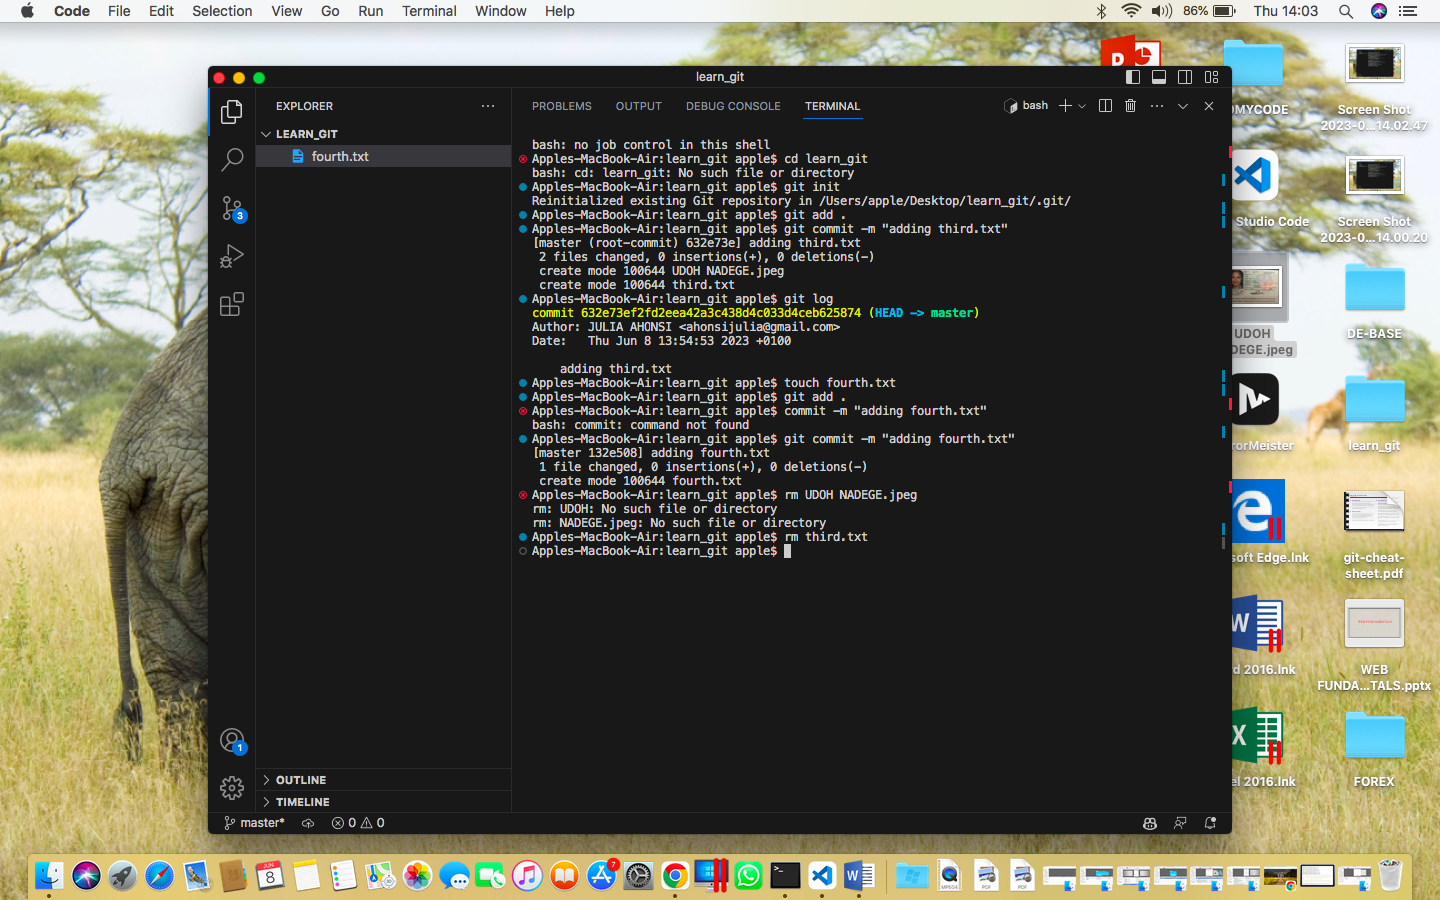 Code File Edit Selection View Go Run Terminal Window Help 86% Thu 14:03
learn_git
EXPLORER
LEARN_GIT
fourth.txt
3
1
OUTLINE
TIMELINE
master* 0 0
PROBLEMS OUTPUT DEBUG CONSOLE TERMINAL bash
bash: no job control in this shell
Apples-MacBook-Air:learn_git apple$ cd learn_git
bash: cd: learn_git: No such file or directory
Apples-MacBook-Air:learn_git apple$ git init
Reinitialized existing Git repository in /Users/apple/Desktop/learn_git/.git/
Apples-MacBook-Air:learn_git apple$ git add .
Apples-MacBook-Air:learn_git apple$ git commit -m "adding third.txt"
[master (root-commit) 632e73e] adding third.txt
2 files changed, 0 insertions(+), 0 deletions(-)
create mode 100644 UDOH NADEGE.jpeg
create mode 100644 third.txt
Apples-MacBook-Air:learn_git apple$ git log
commit 632e73ef2fd2eea42a3c438d4c033d4ceb625874 (HEAD -> master)
Author: JULIA AHONSI <ahonsijulia@gmail.com>
Date: Thu Jun 8 13:54:53 2023 +0100
adding third.txt
Apples-MacBook-Air:learn_git apple$ touch fourth.txt
Apples-MacBook-Air:learn_git apple$ git add .
Apples-MacBook-Air:learn_git apple$ commit -m "adding fourth.txt"
bash: commit: command not found
Apples-MacBook-Air:learn_git apple$ git commit -m "adding fourth.txt"
[master 132e508] adding fourth.txt
1 file changed, 0 insertions(+), 0 deletions(-)
create mode 100644 fourth.txt
Apples-MacBook-Air:learn_git apple$ rm UDOH NADEGE.jpeg
rm: UDOH: No such file or directory
rm: NADEGE.jpeg: No such file or directory
Apples-MacBook-Air:learn_git apple$ rm third.txt
Apples-MacBook-Air:learn_git apple$
OMYCODE
Studio Code
UDOH
DEGE.jpeg
rorMeister
soft Edge.lnk
W
rd 2016.lnk
X
el 2016.lnk
Screen Shot
2023-0...14.02.47
Screen Shot
2023-0...14.00.20
DE-BASE
learn_git
git-cheat-
sheet.pdf
WEB
FUNDA...TALS.pptx
FOREX
JUN
8
7
W
MPEG4
PDF
PDF